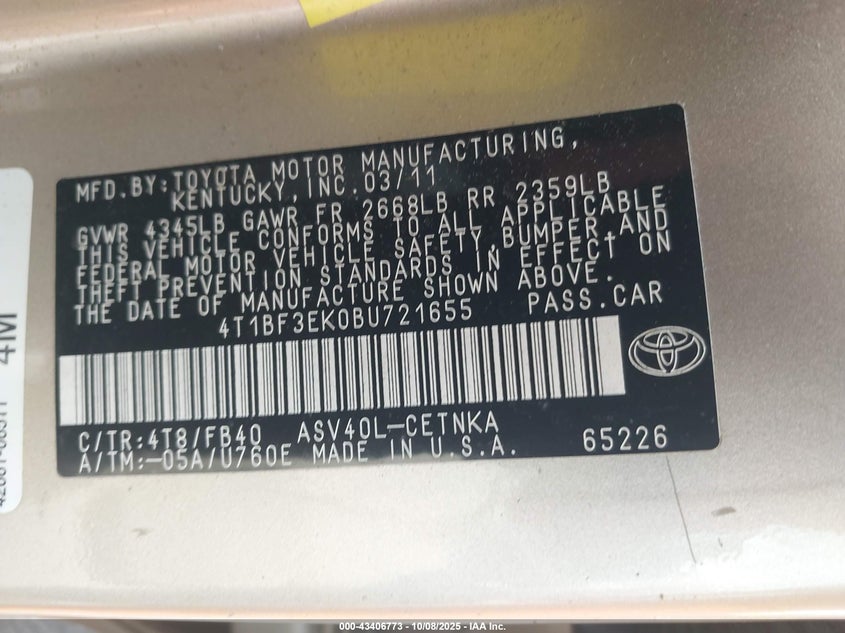 MFD.BY:TOYOTA MOTOR MANUFACTURING,
KENTUCKY, INC.03/11
GVWR 4345LB GAWR FR 2668LB RR 2359LB
THIS VEHICLE CONFORMS TO ALL APPLICABLE
FEDERAL MOTOR VEHICLE SAFETY,BUMPER,AND
THEFT PREVENTION STANDARDS IN EFFECT ON
THE DATE OF MANUFACTURE SHOWN ABOVE.
4T1BF3EK0BU721655 PASS.CAR
C/TR:4T8/FB40 ASV40L-CETNKA
A/TM:-05A/U760E MADE IN U.S.A. 65226
4M
000-43406773 - 10/08/2025 - IAA Inc.